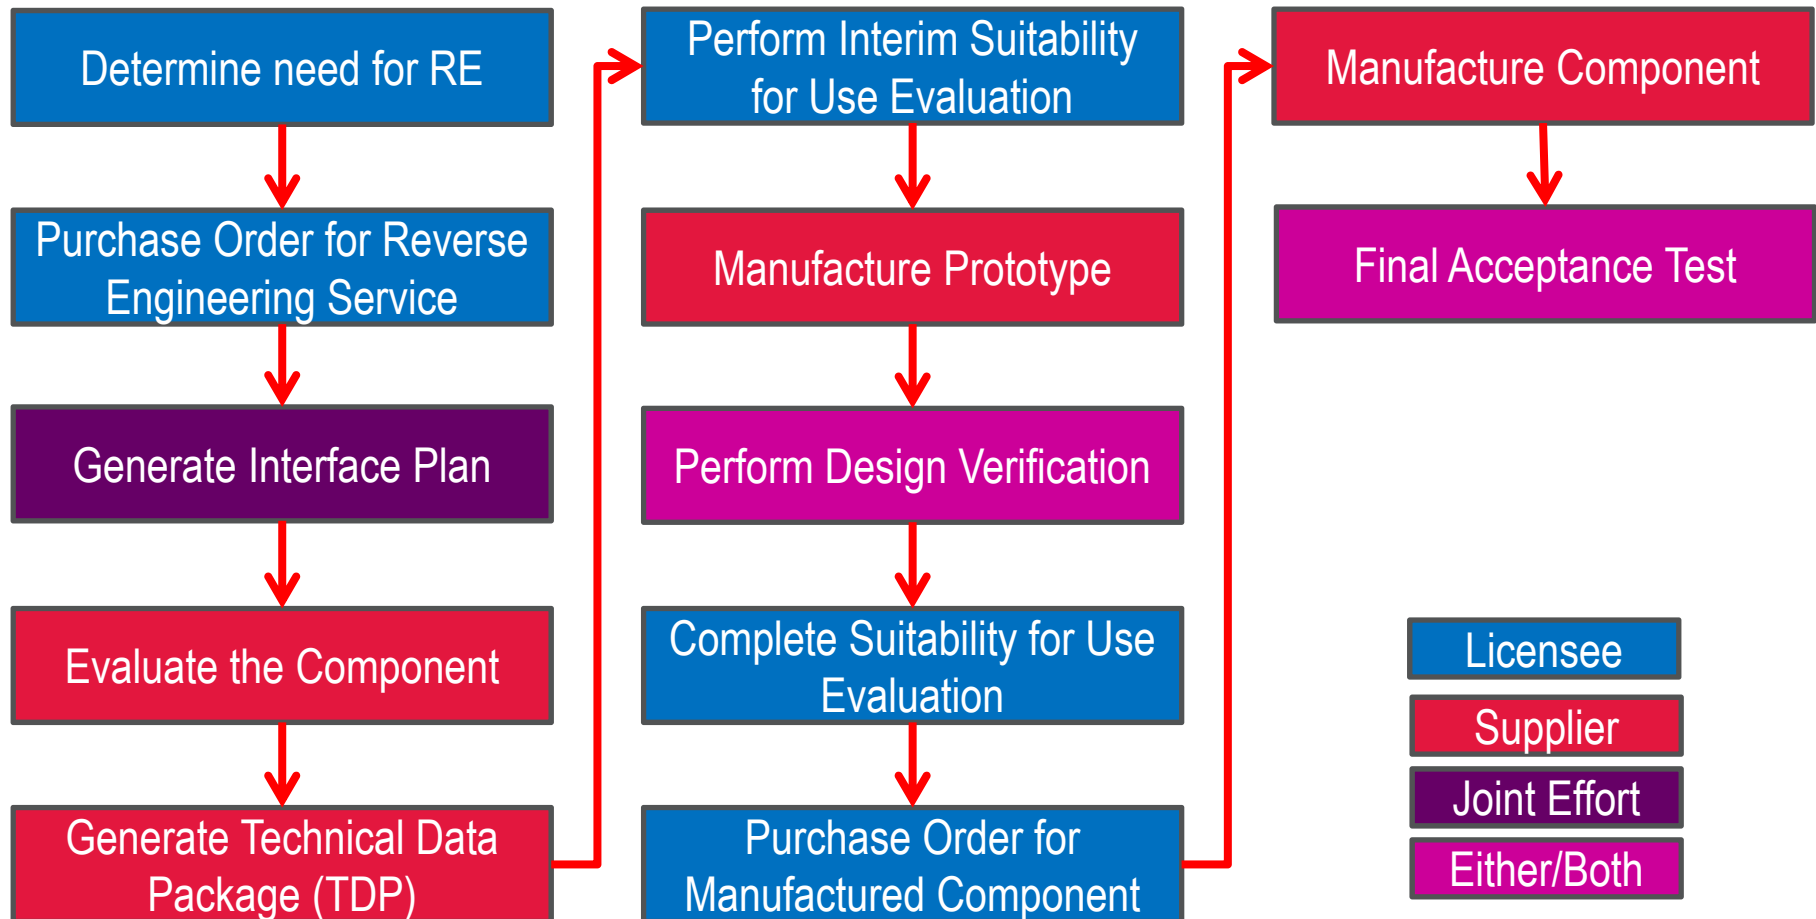 Determine need for RE
Purchase Order for Reverse
Engineering Service
Generate Interface Plan
Evaluate the Component
Generate Technical Data
Package (TDP)
Perform Interim Suitability
for Use Evaluation
Manufacture Prototype
Perform Design Verification
Complete Suitability for Use
Evaluation
Purchase Order for
Manufactured Component
Manufacture Component
Final Acceptance Test
Licensee
Supplier
Joint Effort
Either/Both